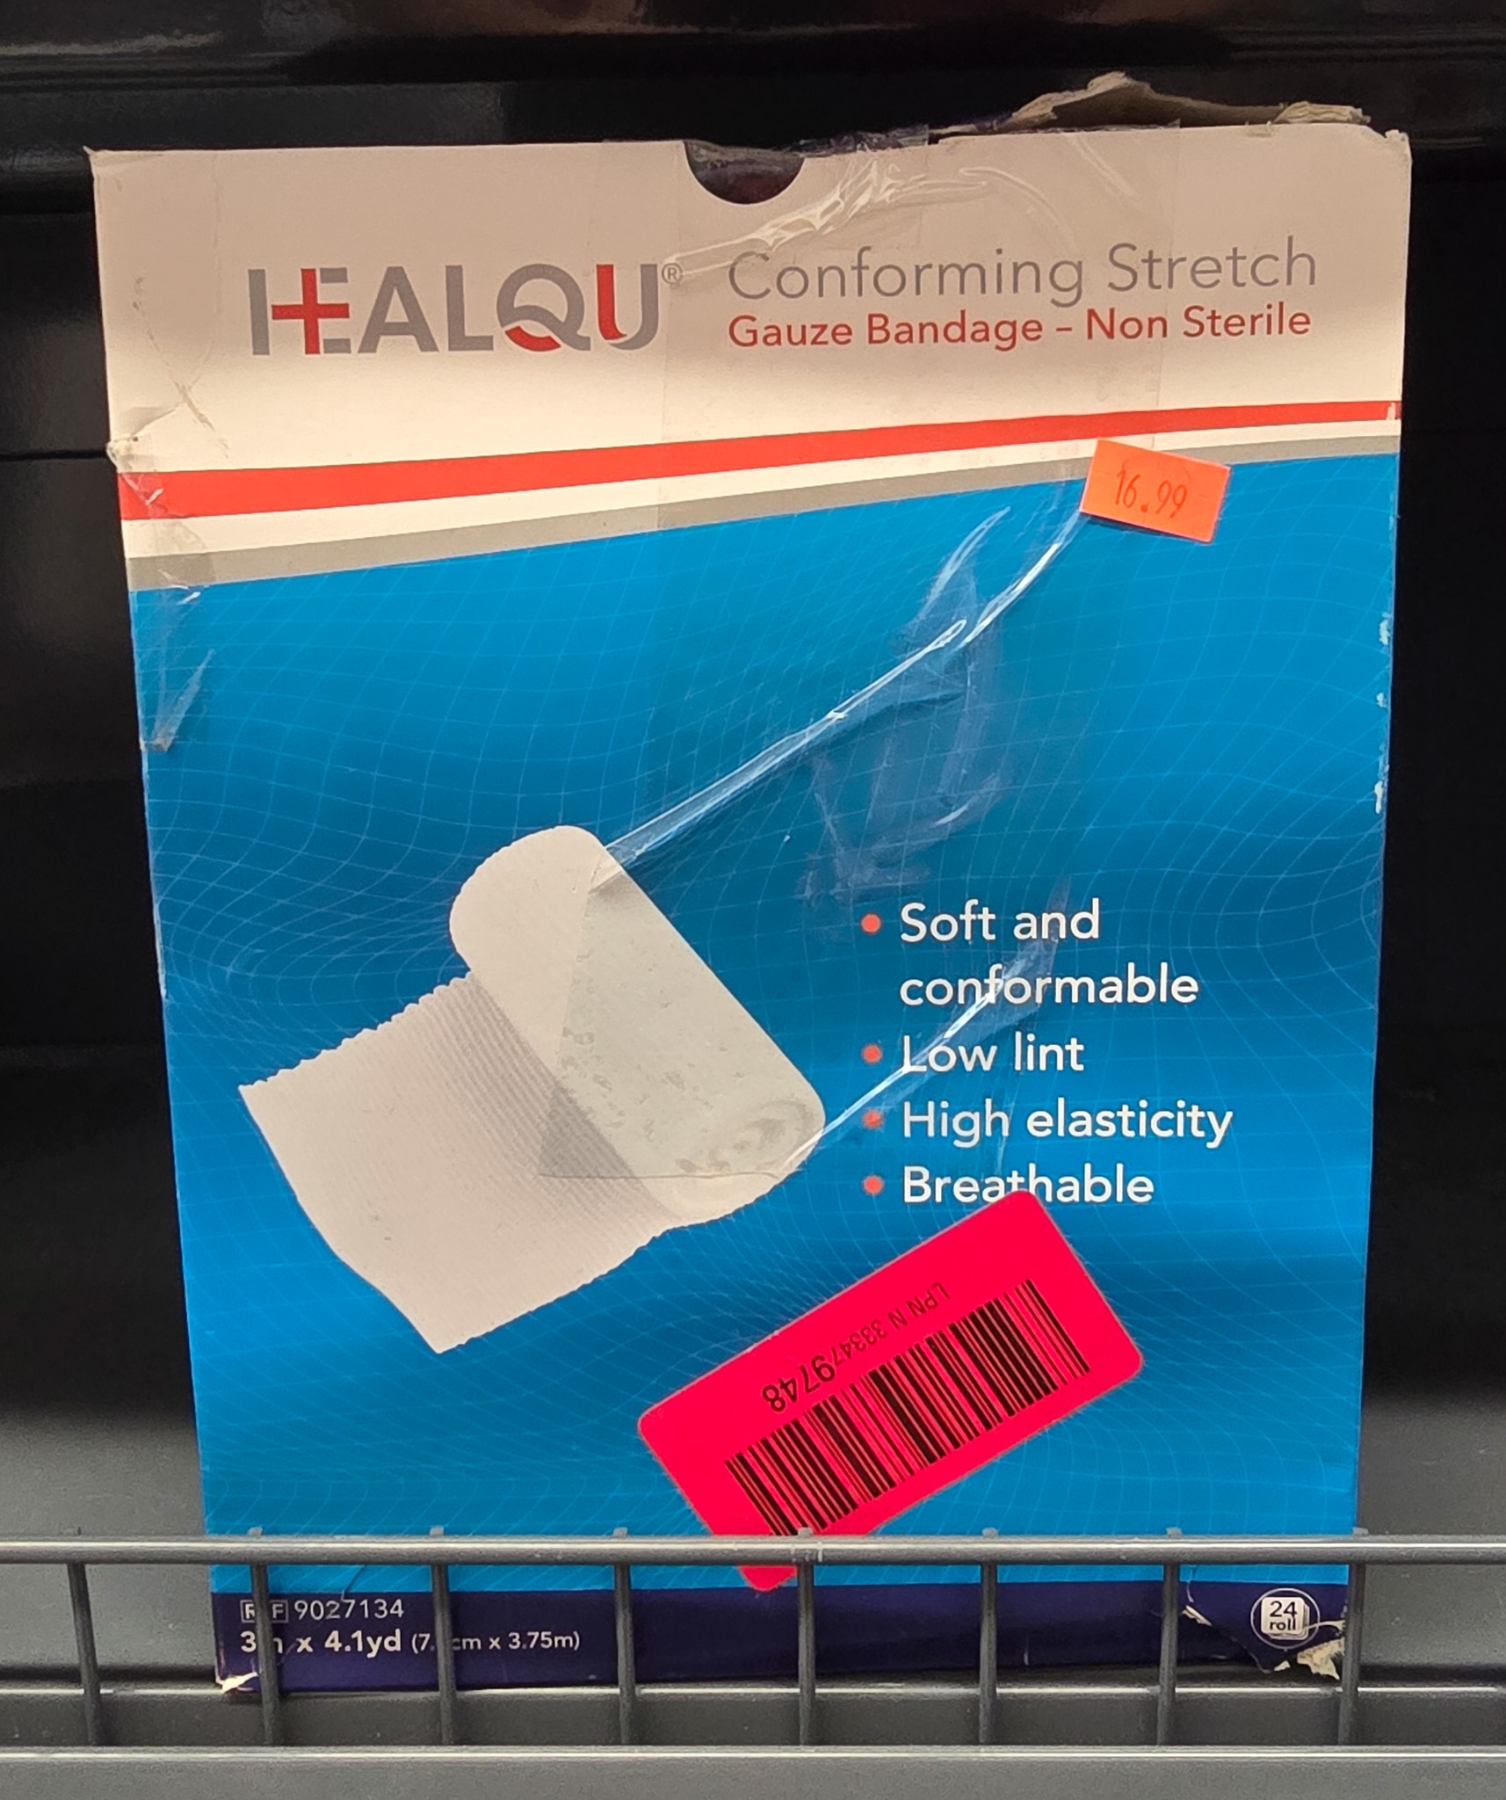 HEALQU®
Conforming Stretch
Gauze Bandage – Non Sterile
16.99
• Soft and
conformable
• Low lint
• High elasticity
• Breathable
LPN N 333479748
9027134
x 4.1yd cm x 3.75m)
24
roll